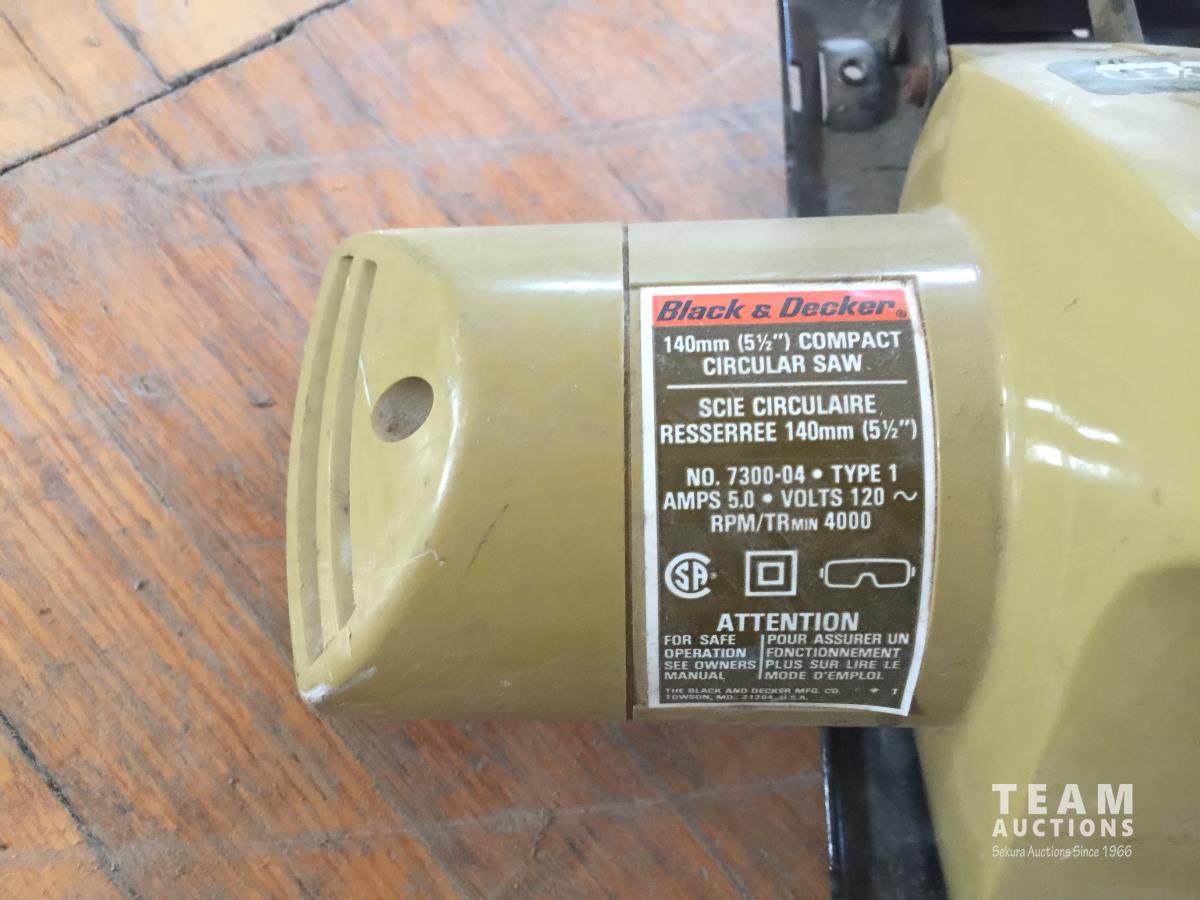 Black & Decker®
140mm (5½") COMPACT
CIRCULAR SAW
SCIE CIRCULAIRE
RESSERREE 140mm (5½")
NO. 7300-04 • TYPE 1
AMPS 5.0 • VOLTS 120 ~
RPM/TRMIN 4000
SA®
ATTENTION
FOR SAFE
OPERATION
SEE OWNERS
MANUAL
POUR ASSURER UN
FONCTIONNEMENT
PLUS SUR LIRE LE
MODE D'EMPLOI.
THE BLACK AND DECKER MFG. CO.
TOWSON, MD., 21204, U.S.A.
TEAM
AUCTIONS
Sekura Auctions Since 1966